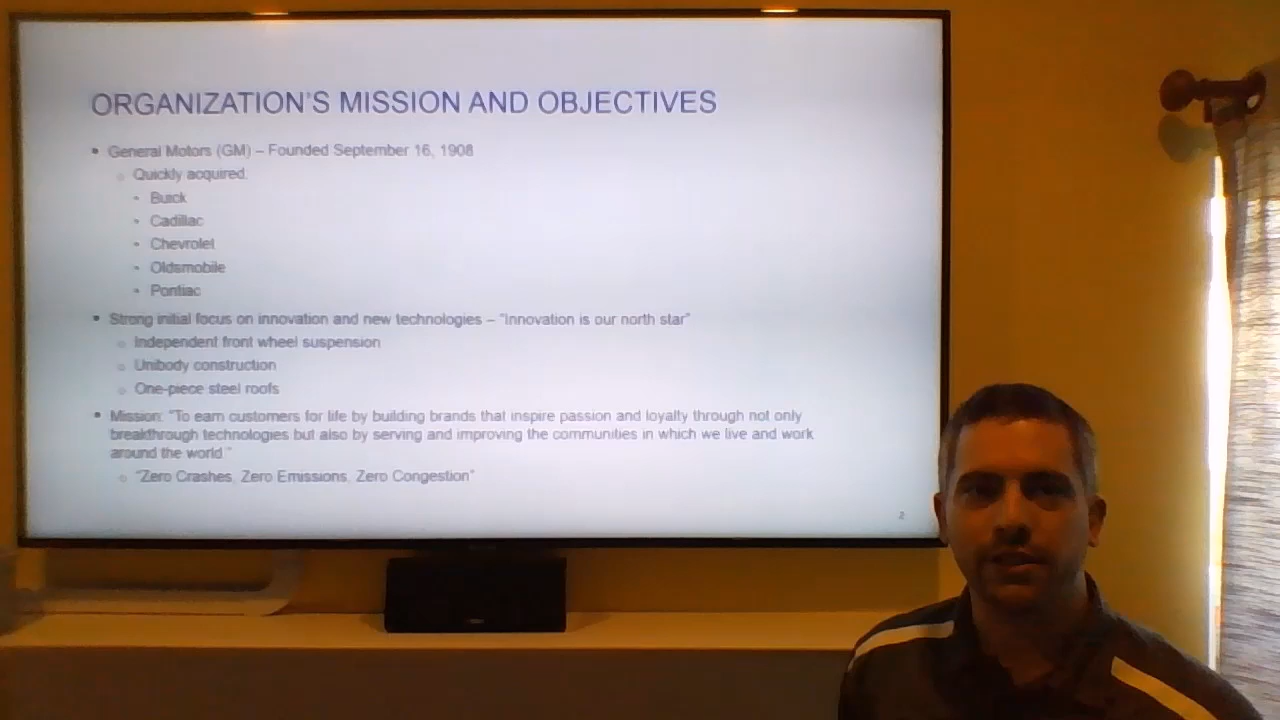 ORGANIZATION'S MISSION AND OBJECTIVES
• General Motors (GM) – Founded September 16, 1908
○ Quickly acquired:
• Buick
• Cadillac
• Chevrolet
• Oldsmobile
• Pontiac
• Strong initial focus on innovation and new technologies – "Innovation is our north star"
○ Independent front wheel suspension
○ Unibody construction
○ One-piece steel roofs
• Mission: "To earn customers for life by building brands that inspire passion and loyalty through not only
breakthrough technologies but also by serving and improving the communities in which we live and work
around the world."
○ "Zero Crashes, Zero Emissions, Zero Congestion"
2